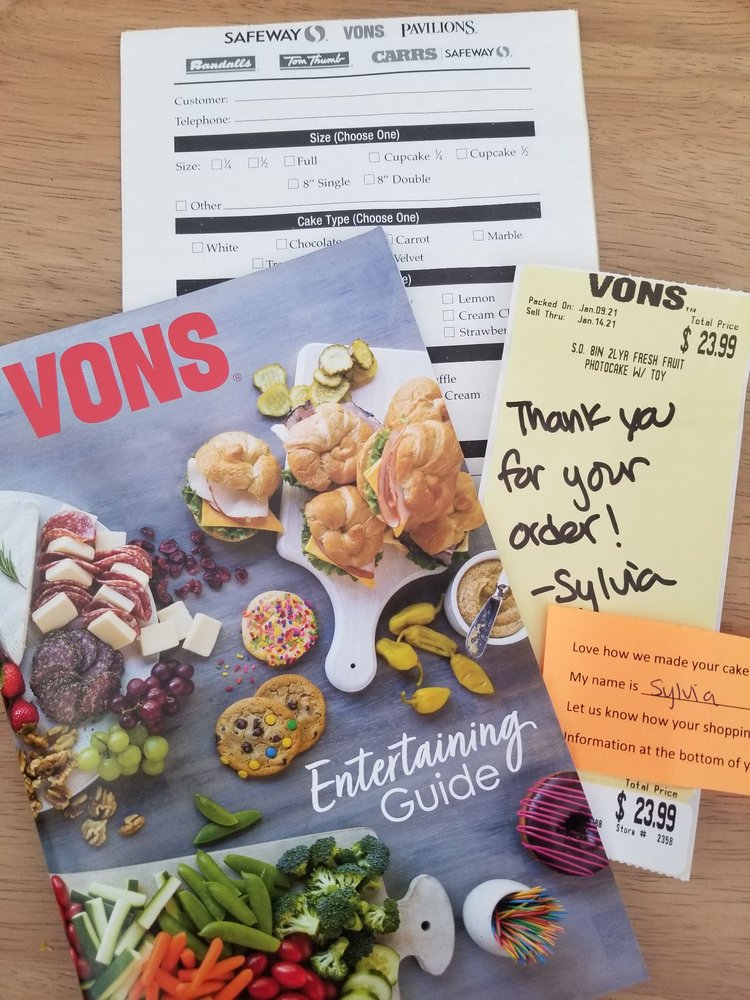 SAFEWAY VONS. PAVILIONS.
Randalls Tom Thumb CARRS SAFEWAY
Customer:
Telephone:
Size (Choose One)
Size: ¼ ½ Full Cupcake ¼ Cupcake ½
8" Single 8" Double
Other
Cake Type (Choose One)
White Chocolate Carrot Marble
Velvet
Lemon
Cream
Cream
VONS®
Entertaining
Guide
VONS™
Packed On: Jan.09.21
Sell Thru: Jan.14.21
Total Price
$ 23.99
S.O. 8IN 2LYR FRESH FRUIT
PHOTOCAKE W/ TOY
Thank you
for your
order!
-Sylvia
Love how we made your cake
My name is Sylvia
Let us know how your shoppin
information at the bottom of y
Total Price
$ 23.99
Store # 2358